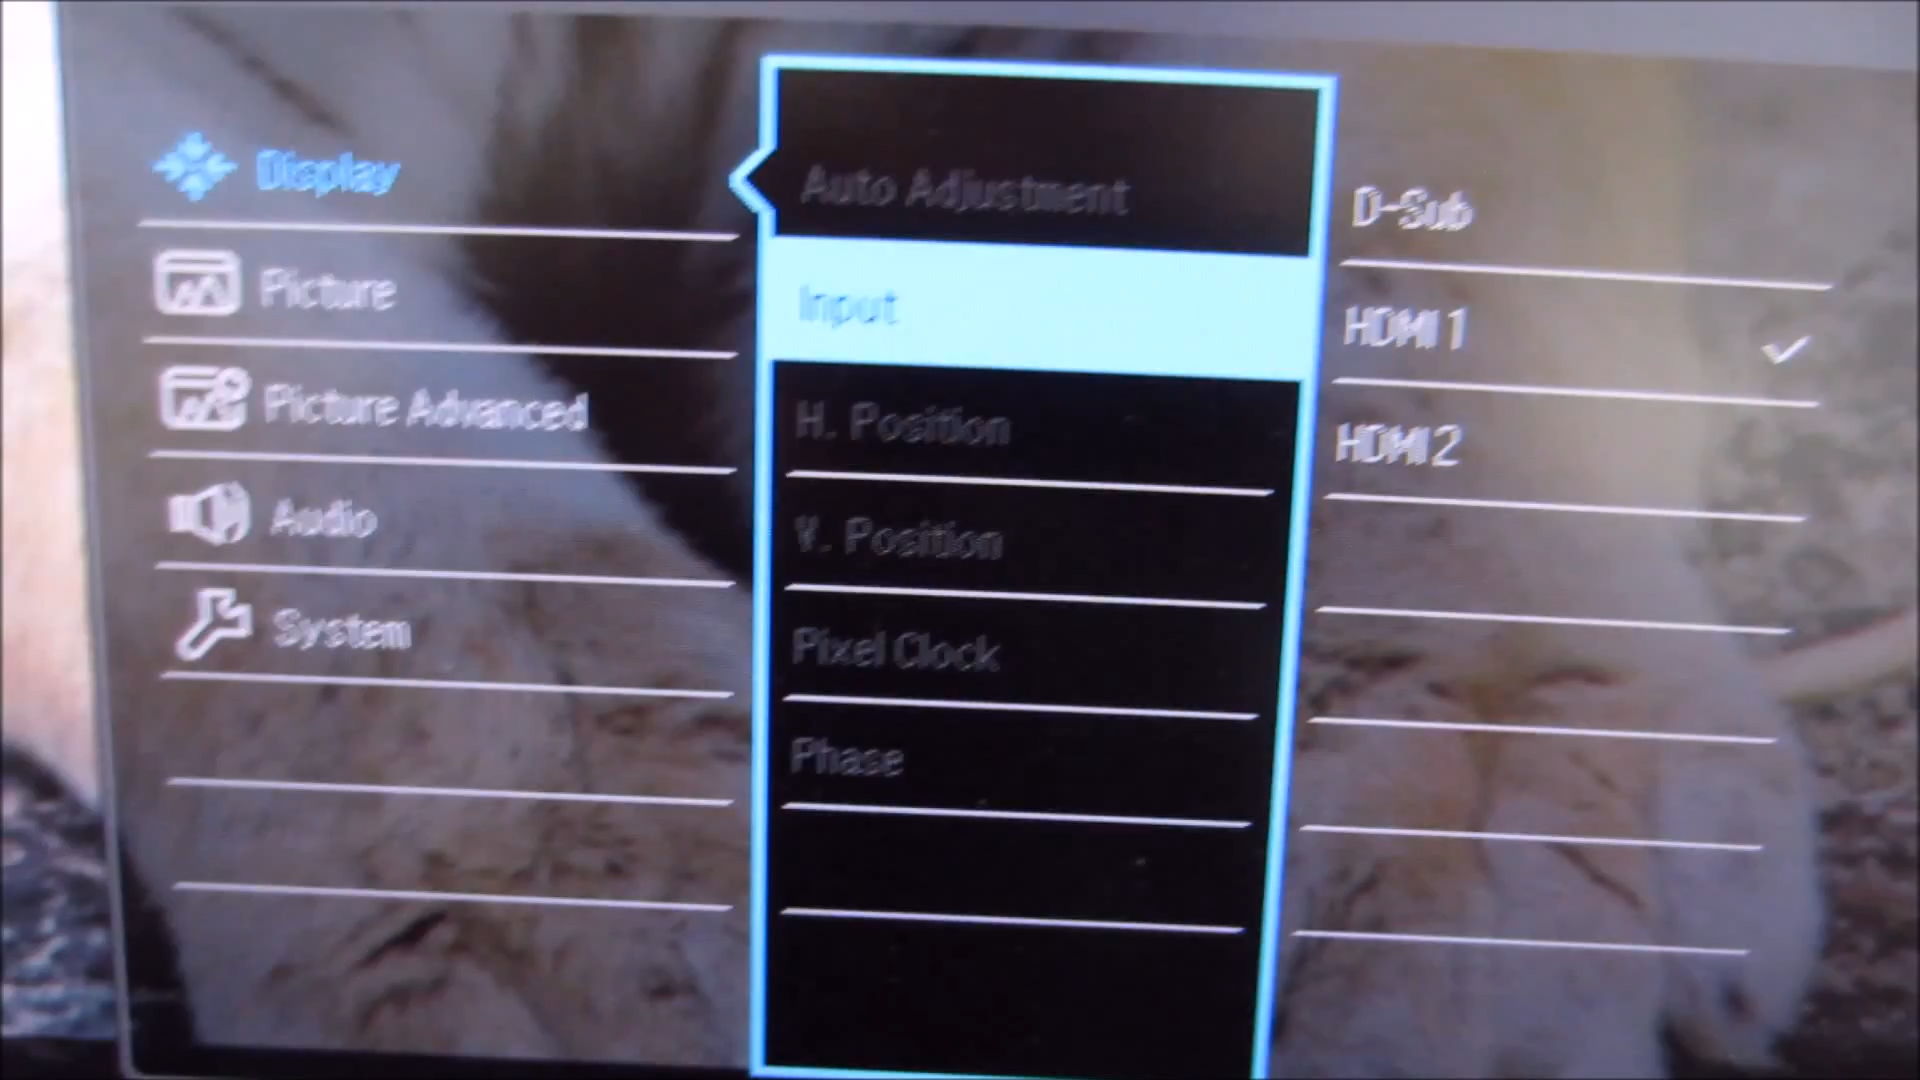 Display
Picture
Picture Advanced
Audio
System
Auto Adjustment
Input
H. Position
V. Position
Pixel Clock
Phase
D-Sub
HDMI 1
HDMI 2